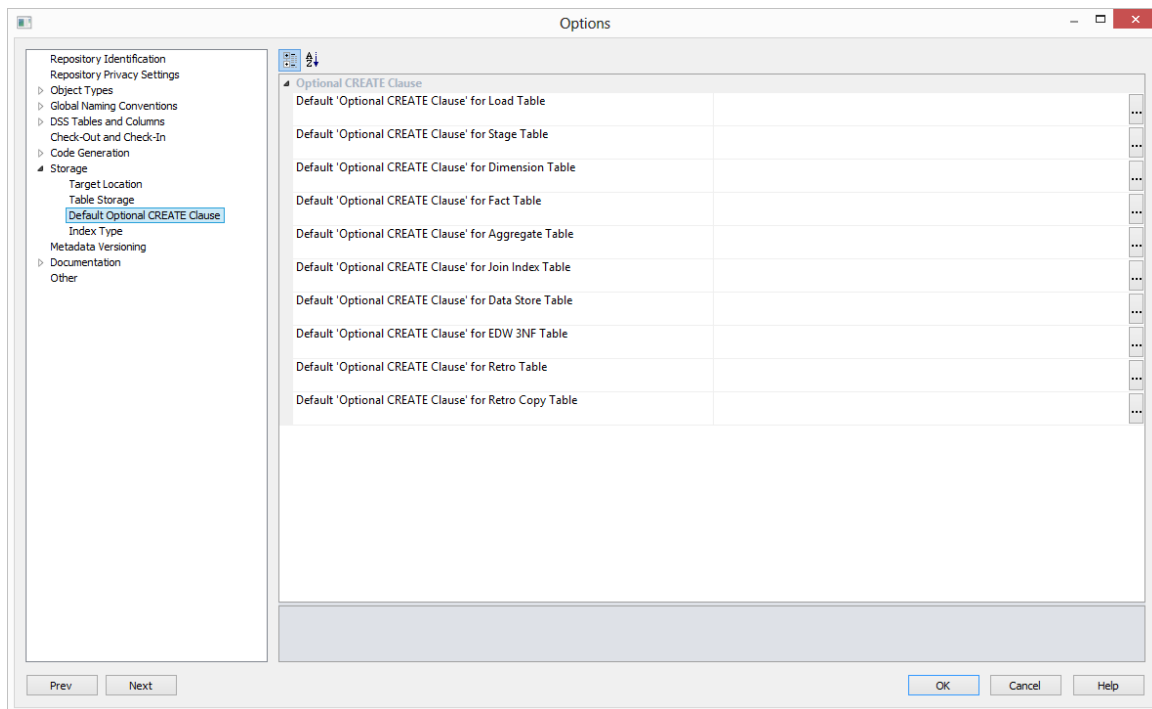 Options
Repository Identification
Repository Privacy Settings
Object Types
Global Naming Conventions
DSS Tables and Columns
Check-Out and Check-In
Code Generation
Storage
Target Location
Table Storage
Default Optional CREATE Clause
Index Type
Metadata Versioning
Documentation
Other
Optional CREATE Clause
Default 'Optional CREATE Clause' for Load Table
...
Default 'Optional CREATE Clause' for Stage Table
...
Default 'Optional CREATE Clause' for Dimension Table
...
Default 'Optional CREATE Clause' for Fact Table
...
Default 'Optional CREATE Clause' for Aggregate Table
...
Default 'Optional CREATE Clause' for Join Index Table
...
Default 'Optional CREATE Clause' for Data Store Table
...
Default 'Optional CREATE Clause' for EDW 3NF Table
...
Default 'Optional CREATE Clause' for Retro Table
...
Default 'Optional CREATE Clause' for Retro Copy Table
...
Prev
Next
OK
Cancel
Help